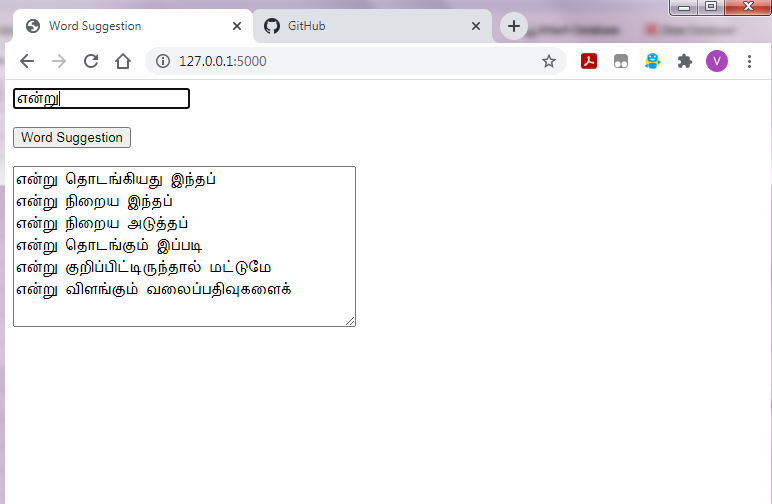 Word Suggestion
GitHub
127.0.0.1:5000
V
என்று
Word Suggestion
என்று தொடங்கியது இந்தப்
என்று நிறைய இந்தப்
என்று நிறைய அடுத்தப்
என்று தொடங்கும் இப்படி
என்று குறிப்பிட்டிருந்தால் மட்டுமே
என்று விளங்கும் வலைப்பதிவுகளைக்